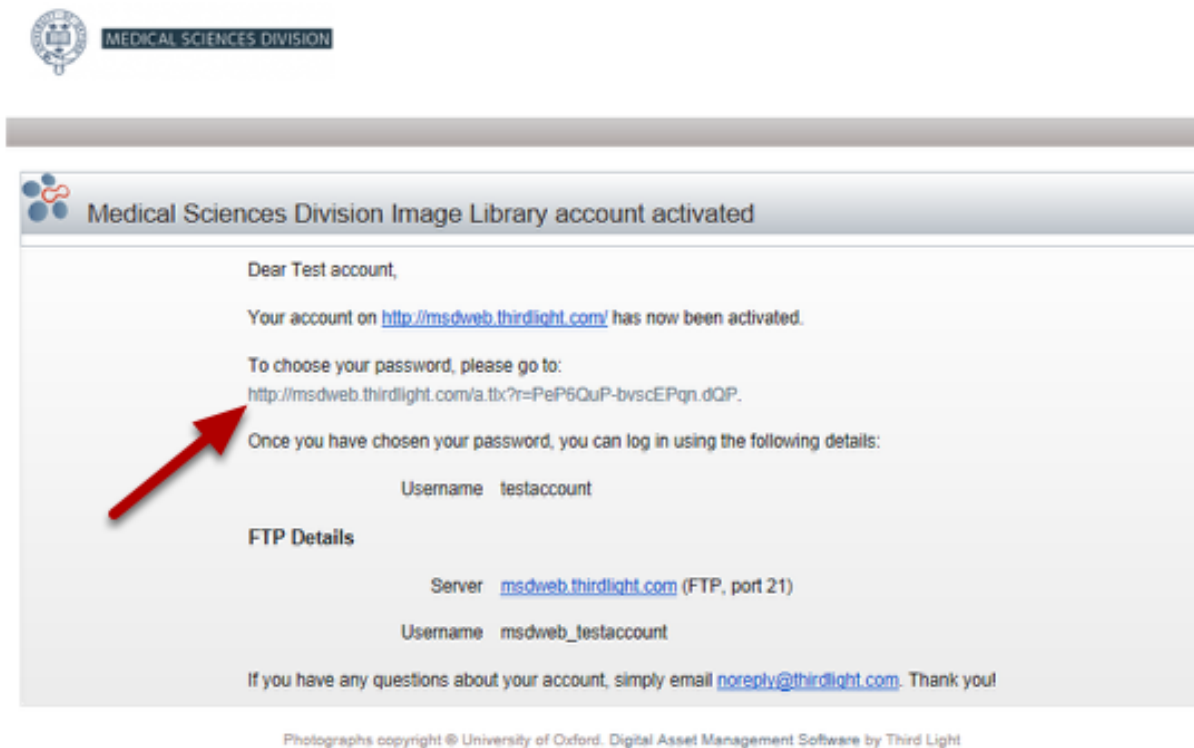 MEDICAL SCIENCES DIVISION
Medical Sciences Division Image Library account activated
Dear Test account,
Your account on http://msdweb.thirdlight.com/ has now been activated.
To choose your password, please go to:
http://msdweb.thirdlight.com/a.tlx?r=PeP6QuP-bvscEPqn.dQP.
Once you have chosen your password, you can log in using the following details:
Username testaccount
FTP Details
Server msdweb.thirdlight.com (FTP, port 21)
Username msdweb_testaccount
If you have any questions about your account, simply email noreply@thirdlight.com. Thank you!
Photographs copyright © University of Oxford. Digital Asset Management Software by Third Light